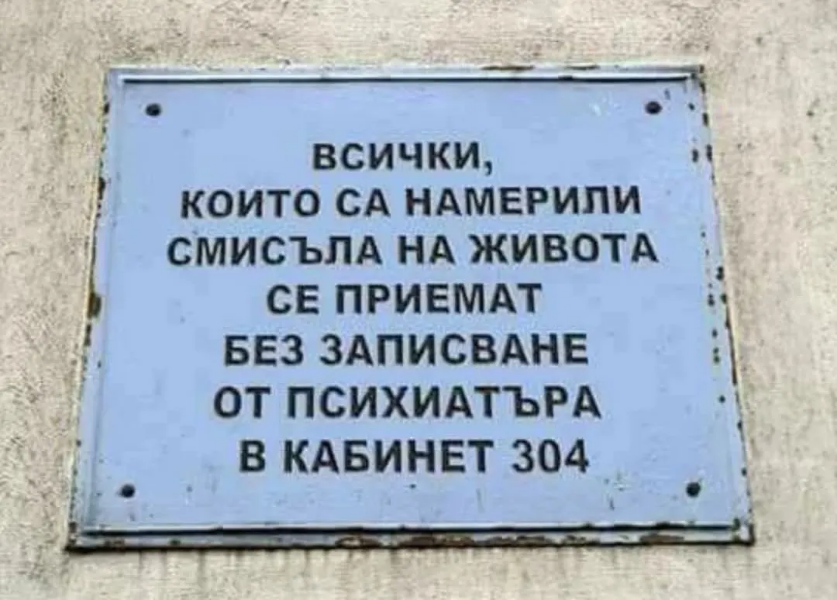 ВСИЧКИ,
КОИТО СА НАМЕРИЛИ
СМИСЪЛА НА ЖИВОТА
СЕ ПРИЕМАТ
БЕЗ ЗАПИСВАНЕ
ОТ ПСИХИАТЪРА
В КАБИНЕТ 304